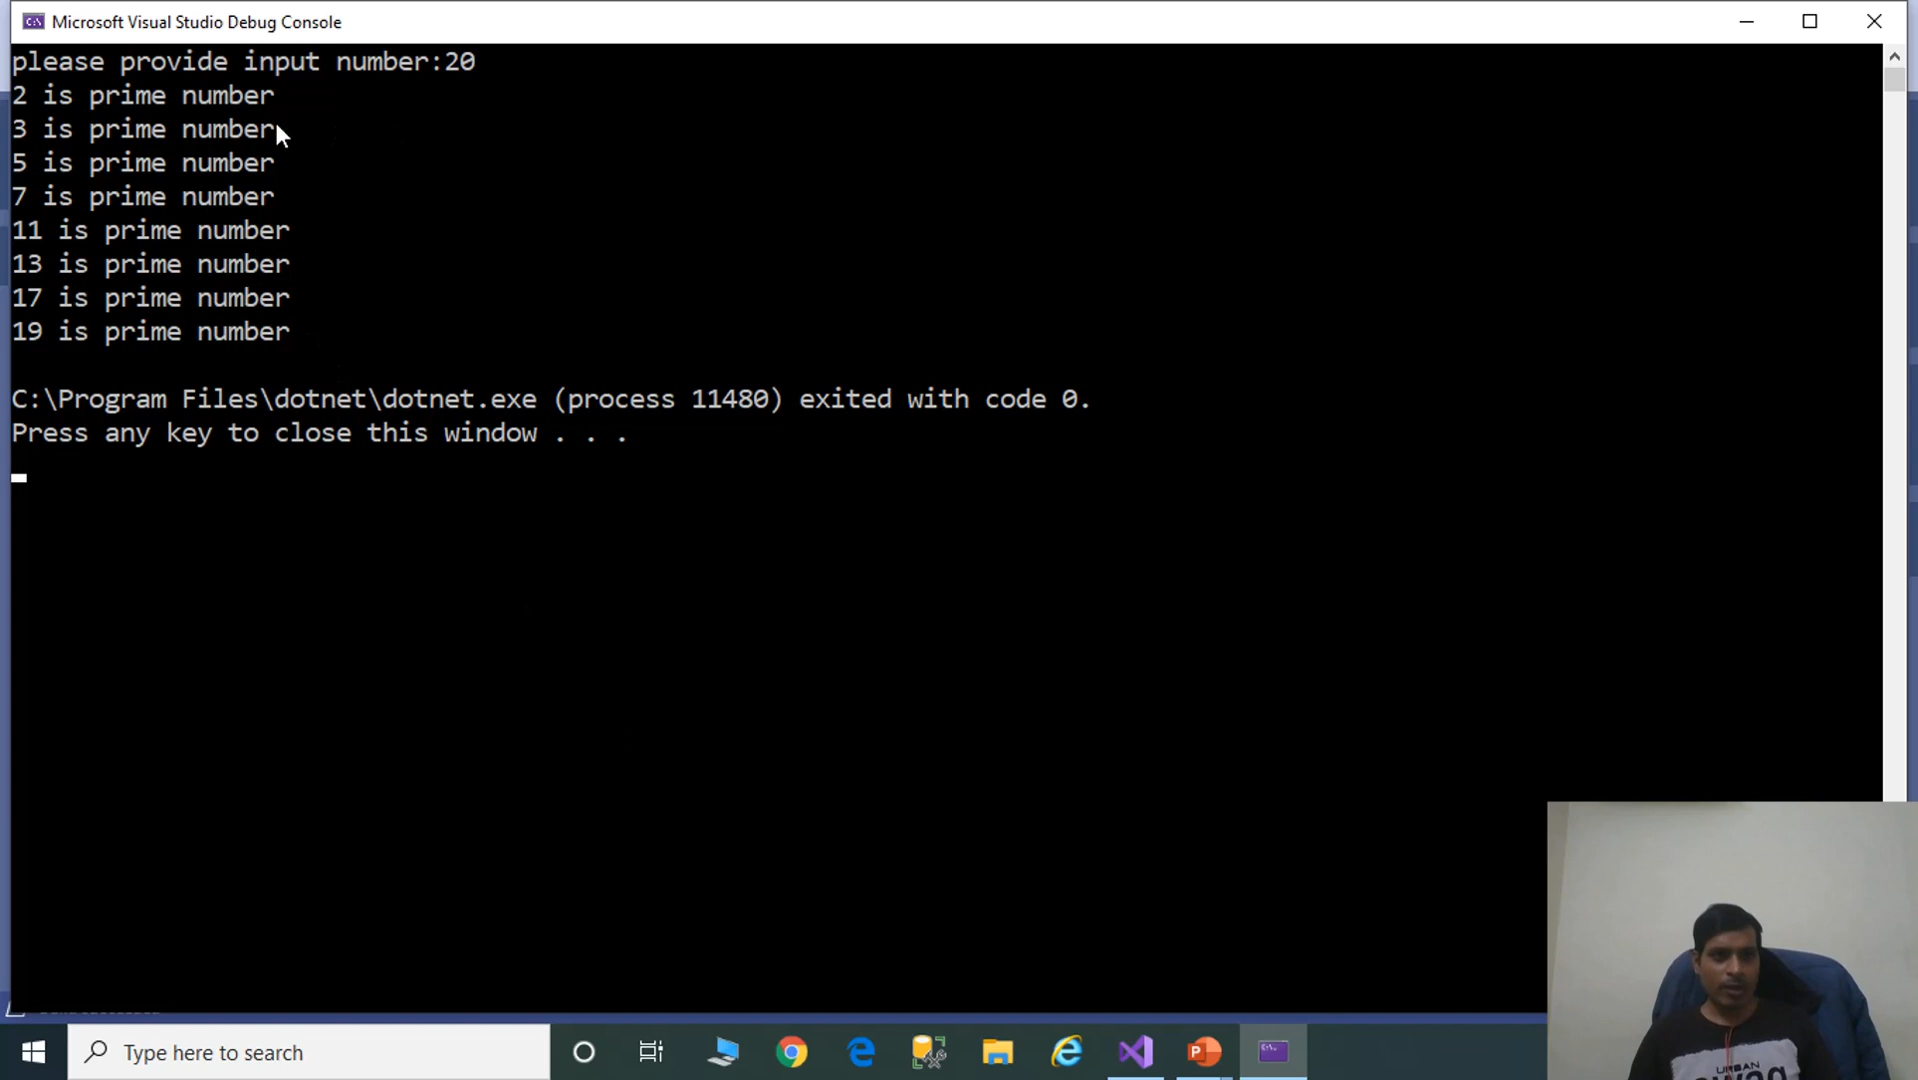 Microsoft Visual Studio Debug Console
please provide input number:20
2 is prime number
3 is prime number
5 is prime number
7 is prime number
11 is prime number
13 is prime number
17 is prime number
19 is prime number
C:\Program Files\dotnet\dotnet.exe (process 11480) exited with code 0.
Press any key to close this window . . .
Type here to search
URBAN